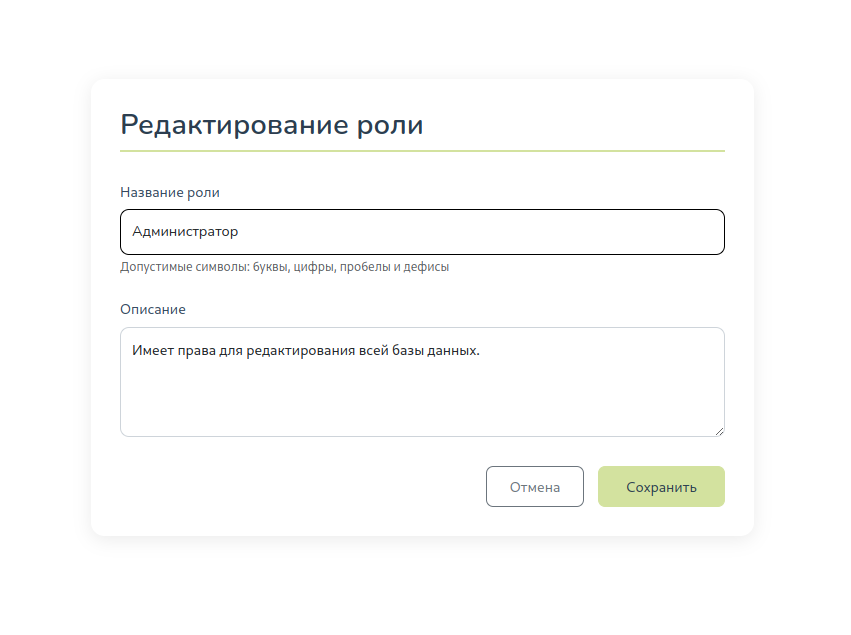 Редактирование роли
Название роли
Администратор
Допустимые символы: буквы, цифры, пробелы и дефисы
Описание
Имеет права для редактирования всей базы данных.
Отмена
Сохранить